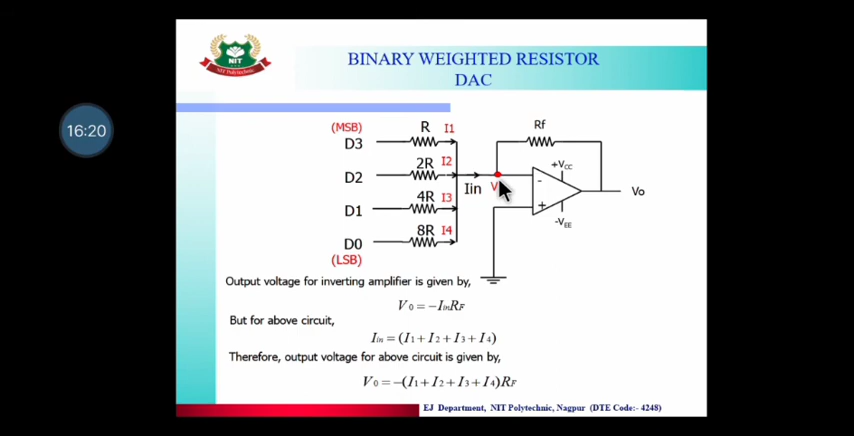 NIT
NIT Polytechnic
BINARY WEIGHTED RESISTOR
DAC
16:20
(MSB)
D3
R
I1
D2
2R
I2
D1
4R
I3
D0
8R
I4
(LSB)
Iin
V
Rf
+VCC
-
+
-VEE
Vo
Output voltage for inverting amplifier is given by,
V0 = −IinRF
But for above circuit,
Iin = (I1 + I2 + I3 + I4)
Therefore, output voltage for above circuit is given by,
V0 = −(I1 + I2 + I3 + I4)RF
EJ Department, NIT Polytechnic, Nagpur (DTE Code:- 4248)